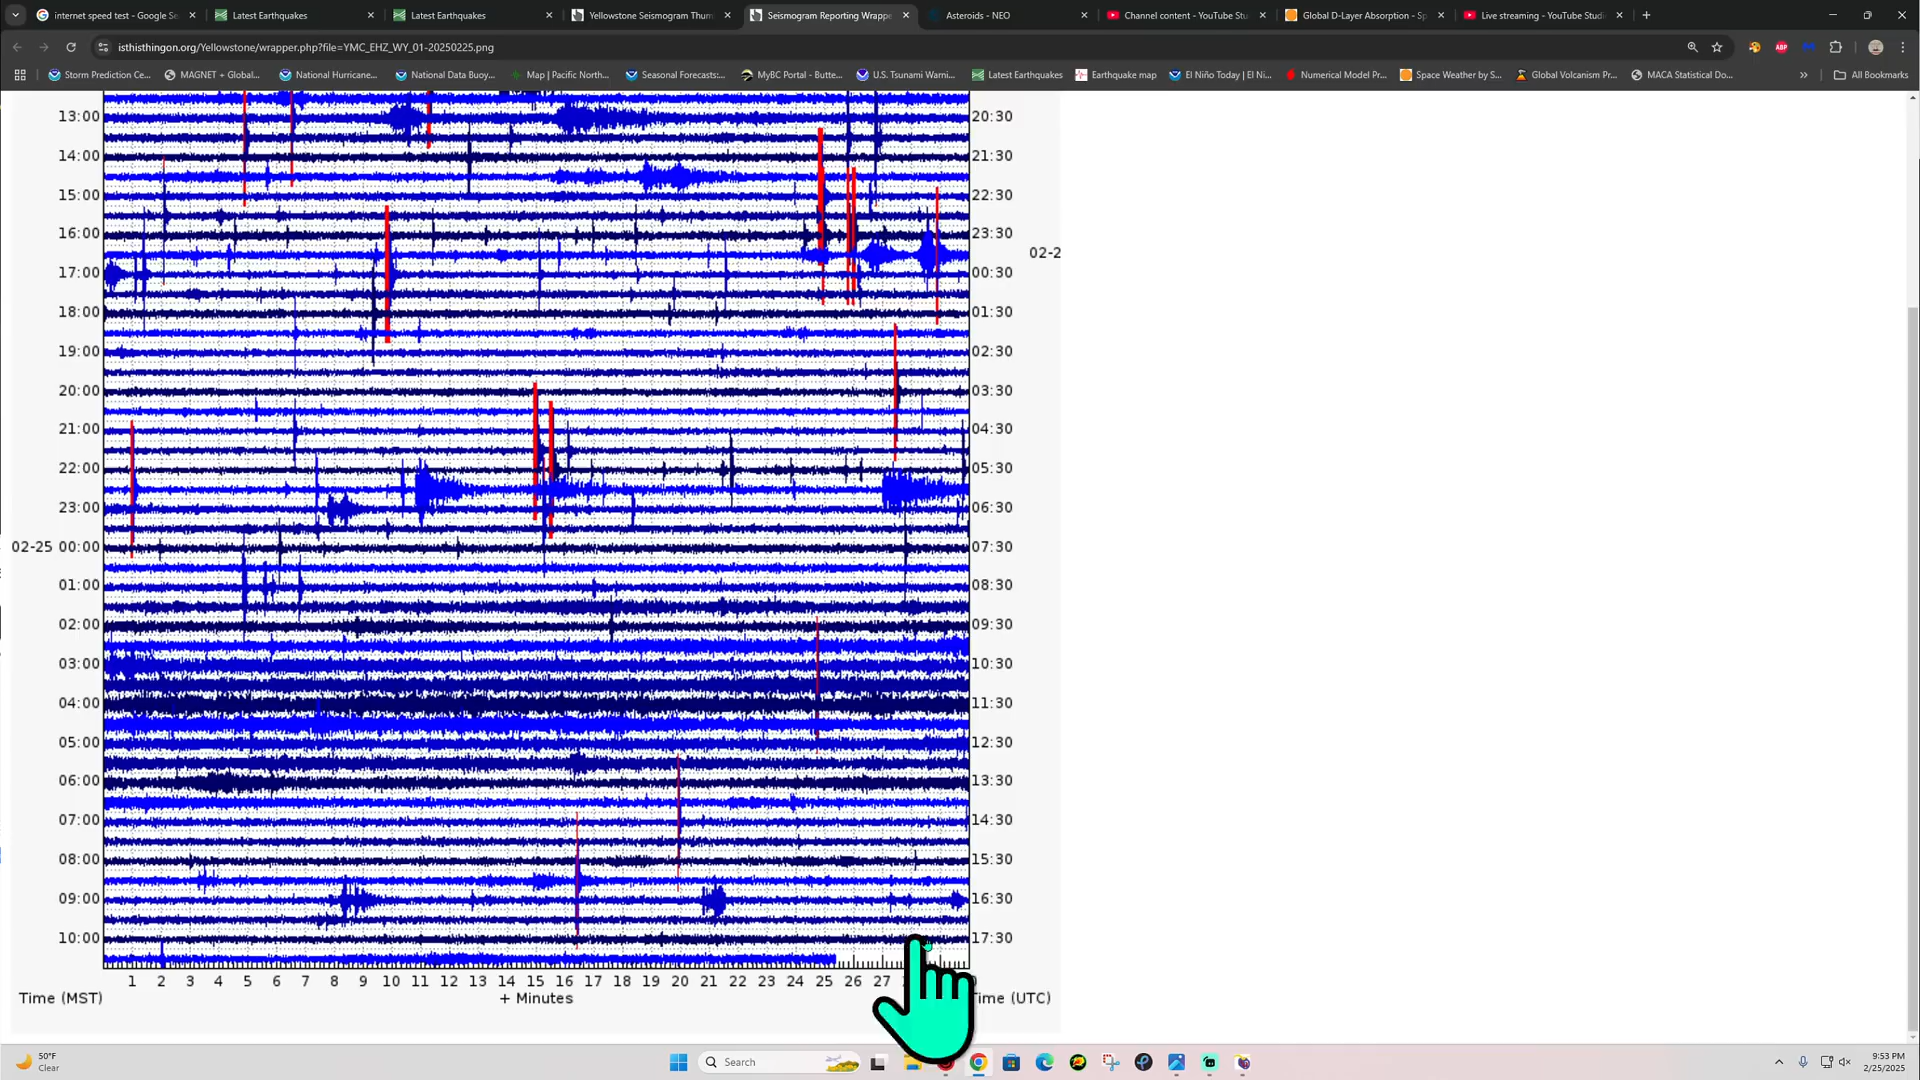 internet speed test - Google Se
Latest Earthquakes
Latest Earthquakes
Yellowstone Seismogram Thum
Seismogram Reporting Wrappe
Asteroids - NEO
Channel content - YouTube Stu
Global D-Layer Absorption - Sp
Live streaming - YouTube Studi
isthisthingon.org/Yellowstone/wrapper.php?file=YMC_EHZ_WY_01-20250225.png
Storm Prediction Ce...
MAGNET + Global...
National Hurricane...
National Data Buoy...
Map | Pacific North...
Seasonal Forecasts:...
MyBC Portal - Butte...
U.S. Tsunami Warni...
Latest Earthquakes
Earthquake map
El Niño Today | El Ni...
Numerical Model Pr...
Space Weather by S...
Global Volcanism Pr...
MACA Statistical Do...
All Bookmarks
13:00 20:30
14:00 21:30
15:00 22:30
16:00 23:30
02-2
17:00 00:30
18:00 01:30
19:00 02:30
20:00 03:30
21:00 04:30
22:00 05:30
23:00 06:30
02-25 00:00 07:30
01:00 08:30
02:00 09:30
03:00 10:30
04:00 11:30
05:00 12:30
06:00 13:30
07:00 14:30
08:00 15:30
09:00 16:30
10:00 17:30
1 2 3 4 5 6 7 8 9 10 11 12 13 14 15 16 17 18 19 20 21 22 23 24 25 26 27
Time (MST) + Minutes Time (UTC)
50°F
Clear
Search
9:53 PM
2/25/2025